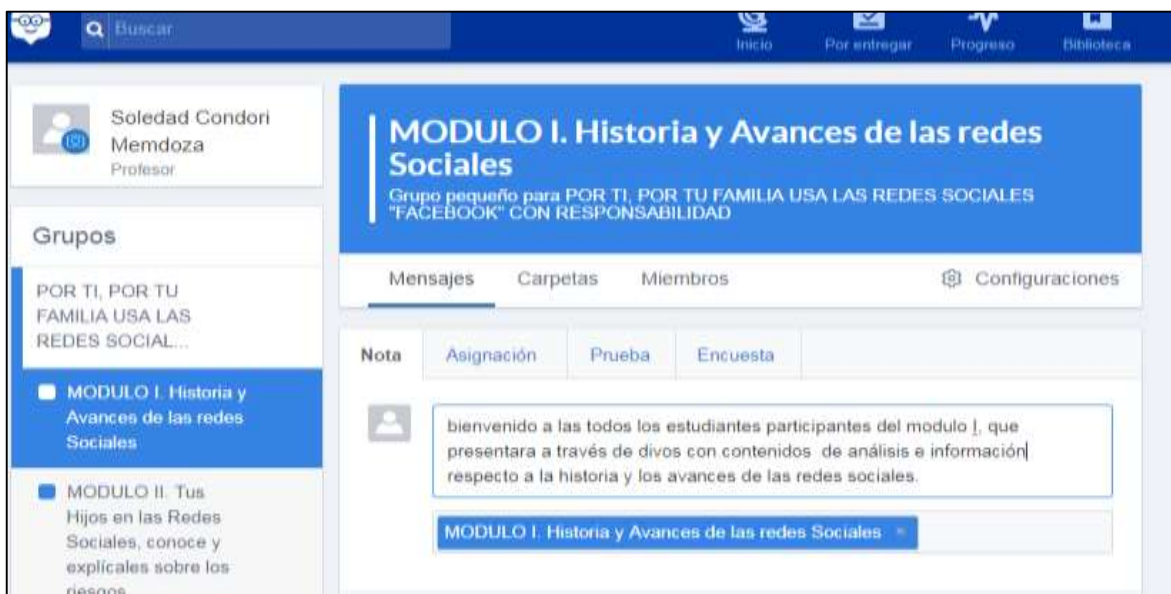 Buscar
Inicio
Por entregar
Progreso
Biblioteca
Soledad Condori
Memdoza
Profesor
Grupos
POR TI, POR TU
FAMILIA USA LAS
REDES SOCIAL...
MODULO I. Historia y
Avances de las redes
Sociales
MODULO II. Tus
Hijos en las Redes
Sociales, conoce y
explícales sobre los
riesgos
MODULO I. Historia y Avances de las redes
Sociales
Grupo pequeño para POR TI, POR TU FAMILIA USA LAS REDES SOCIALES
"FACEBOOK" CON RESPONSABILIDAD
Mensajes
Carpetas
Miembros
Configuraciones
Nota
Asignación
Prueba
Encuesta
bienvenido a las todos los estudiantes participantes del modulo I, que
presentara a través de divos con contenidos de análisis e información
respecto a la historia y los avances de las redes sociales.
MODULO I. Historia y Avances de las redes Sociales